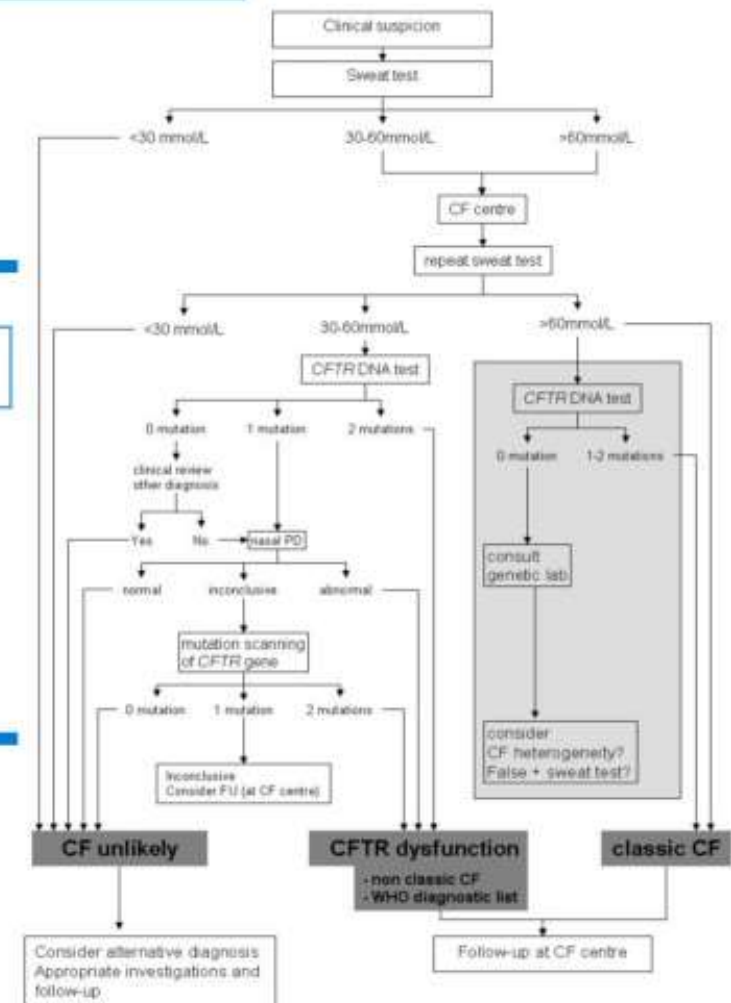 Clinical suspicion
Sweat test
<30 mmol/L
30-60mmol/L
>60mmol/L
CF centre
repeat sweat test
<30 mmol/L
30-60mmol/L
>60mmol/L
CFTR DNA test
CFTR DNA test
0 mutation
1 mutation
2 mutations
0 mutation
1-2 mutations
clinical review
other diagnosis
Yes
No
nasal PD
consult
genetic lab
normal
inconclusive
abnormal
mutation scanning
of CFTR gene
0 mutation
1 mutation
2 mutations
consider
CF heterogeneity?
False + sweat test?
Inconclusive
Consider FU (at CF centre)
CF unlikely
CFTR dysfunction
- non classic CF
- WHO diagnostic list
classic CF
Consider alternative diagnosis
Appropriate investigations and
follow-up
Follow-up at CF centre